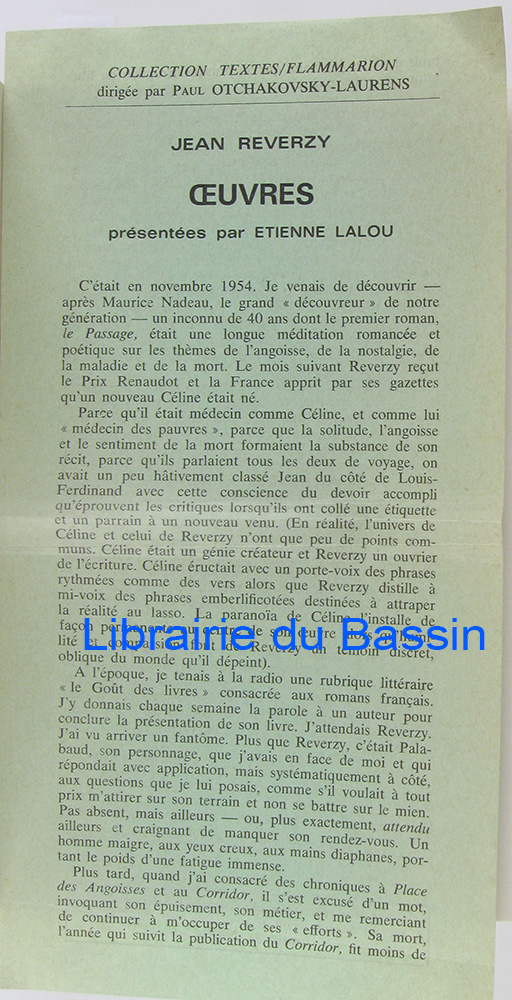 COLLECTION TEXTES/FLAMMARION
dirigée par PAUL OTCHAKOVSKY-LAURENS
JEAN REVERZY
ŒUVRES
présentées par ETIENNE LALOU
C'était en novembre 1954. Je venais de découvrir —
après Maurice Nadeau, le grand « découvreur » de notre
génération — un inconnu de 40 ans dont le premier roman,
le Passage, était une longue méditation romancée et
poétique sur les thèmes de l'angoisse, de la nostalgie, de
la maladie et de la mort. Le mois suivant Reverzy reçut
le Prix Renaudot et la France apprit par ses gazettes
qu'un nouveau Céline était né.
Parce qu'il était médecin comme Céline, et comme lui
« médecin des pauvres », parce que la solitude, l'angoisse
et le sentiment de la mort formaient la substance de son
récit, parce qu'ils parlaient tous les deux de voyage, on
avait un peu hâtivement classé Jean du côté de Louis-
Ferdinand avec cette conscience du devoir accompli
qu'éprouvent les critiques lorsqu'ils ont collé une étiquette
et un parrain à un nouveau venu. (En réalité, l'univers de
Céline et celui de Reverzy n'ont que peu de points com-
muns. Céline était un génie créateur et Reverzy un ouvrier
de l'écriture. Céline éructait avec un porte-voix des phrases
rythmées comme des vers alors que Reverzy distille à
mi-voix des phrases emberlificotées destinées à attraper
la réalité au lasso. La paranoïa de Céline l'installe de
façon permanente au centre de son œuvre alors qu'humi-
lité et compassion font de Reverzy un témoin discret,
oblique du monde qu'il dépeint).
Librairie du Bassin
A l'époque, je tenais à la radio une rubrique littéraire
« le Goût des livres » consacrée aux romans français.
J'y donnais chaque semaine la parole à un auteur pour
conclure la présentation de son livre. J'attendais Reverzy.
J'ai vu arriver un fantôme. Plus que Reverzy, c'était Pala-
baud, son personnage, que j'avais en face de moi et qui
répondait avec application, mais systématiquement à côté,
aux questions que je lui posais, comme s'il voulait à tout
prix m'attirer sur son terrain et non se battre sur le mien.
Pas absent, mais ailleurs — ou, plus exactement, attendu
ailleurs et craignant de manquer son rendez-vous. Un
homme maigre, aux yeux creux, aux mains diaphanes, por-
tant le poids d'une fatigue immense.
Plus tard, quand j'ai consacré des chroniques à Place
des Angoisses et au Corridor, il s'est excusé d'un mot,
invoquant son épuisement, son métier, et me remerciant
de continuer à m'occuper de ses « efforts ». Sa mort,
l'année qui suivit la publication du Corridor, fit moins de